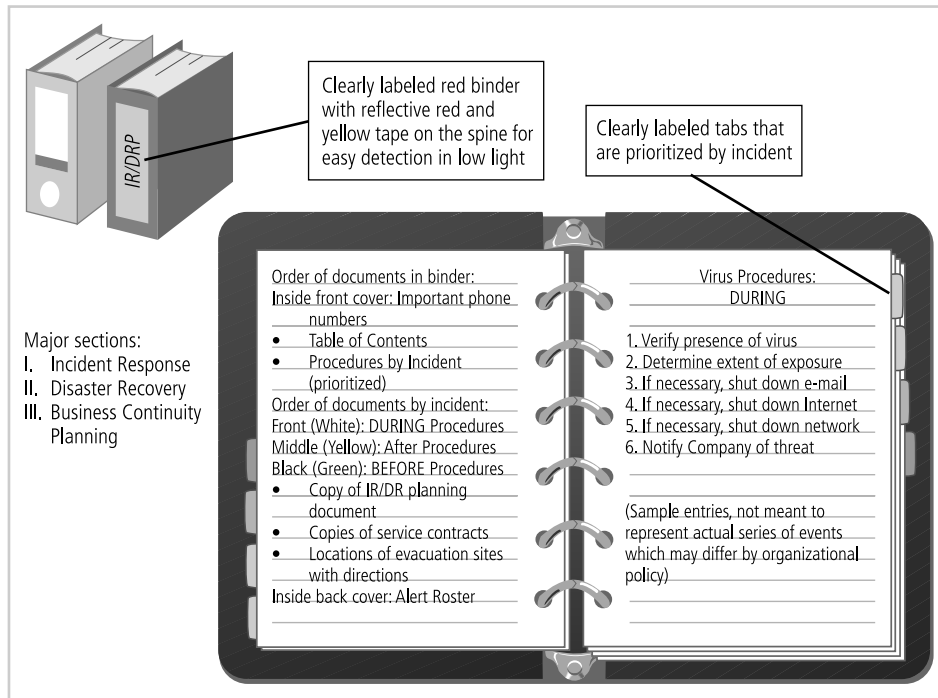 IR/DRP
Clearly labeled red binder
with reflective red and
yellow tape on the spine for
easy detection in low light
Clearly labeled tabs that
are prioritized by incident
Major sections:
I. Incident Response
II. Disaster Recovery
III. Business Continuity
Planning
Order of documents in binder:
Inside front cover: Important phone
numbers
• Table of Contents
• Procedures by Incident
(prioritized)
Order of documents by incident:
Front (White): DURING Procedures
Middle (Yellow): After Procedures
Black (Green): BEFORE Procedures
• Copy of IR/DR planning
document
• Copies of service contracts
• Locations of evacuation sites
with directions
Inside back cover: Alert Roster
Virus Procedures:
DURING
1. Verify presence of virus
2. Determine extent of exposure
3. If necessary, shut down e-mail
4. If necessary, shut down Internet
5. If necessary, shut down network
6. Notify Company of threat
(Sample entries, not meant to
represent actual series of events
which may differ by organizational
policy)